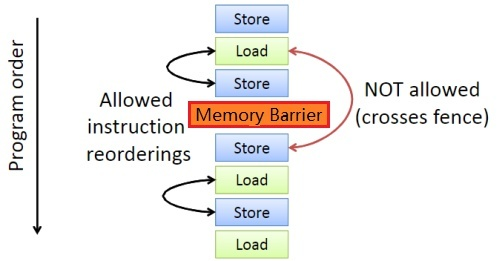 Program order
Store
Load
Store
Memory Barrier
Store
Load
Store
Load
Allowed
instruction
reorderings
NOT allowed
(crosses fence)